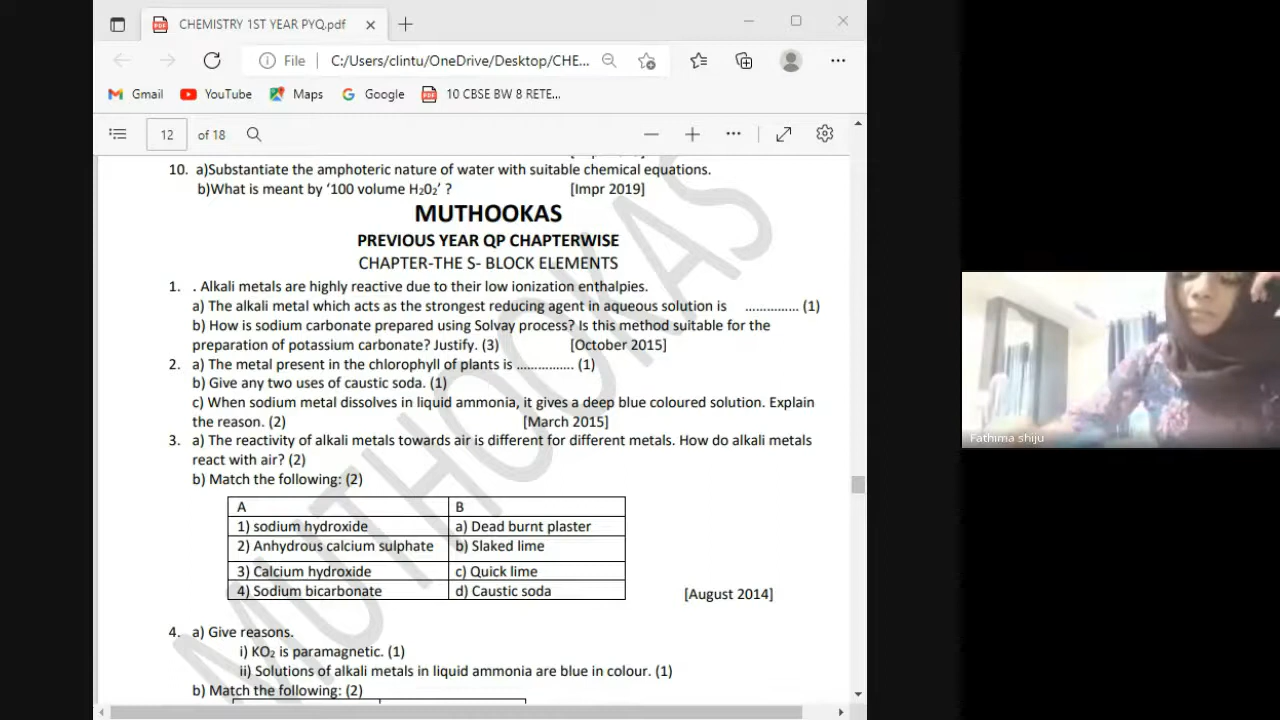 CHEMISTRY 1ST YEAR PYQ.pdf
File C:/Users/clintu/OneDrive/Desktop/CHE...
Gmail YouTube Maps Google 10 CBSE BW 8 RETE...
12 of 18
10. a)Substantiate the amphoteric nature of water with suitable chemical equations.
b)What is meant by ‘100 volume H₂0₂’ ? [Impr 2019]
MUTHOOKAS
PREVIOUS YEAR QP CHAPTERWISE
CHAPTER-THE S- BLOCK ELEMENTS
1. . Alkali metals are highly reactive due to their low ionization enthalpies.
a) The alkali metal which acts as the strongest reducing agent in aqueous solution is .............. (1)
b) How is sodium carbonate prepared using Solvay process? Is this method suitable for the
preparation of potassium carbonate? Justify. (3) [October 2015]
2. a) The metal present in the chlorophyll of plants is ............... (1)
b) Give any two uses of caustic soda. (1)
c) When sodium metal dissolves in liquid ammonia, it gives a deep blue coloured solution. Explain
the reason. (2) [March 2015]
3. a) The reactivity of alkali metals towards air is different for different metals. How do alkali metals
react with air? (2)
b) Match the following: (2)
A B
1) sodium hydroxide a) Dead burnt plaster
2) Anhydrous calcium sulphate b) Slaked lime
3) Calcium hydroxide c) Quick lime
4) Sodium bicarbonate d) Caustic soda
[August 2014]
4. a) Give reasons.
i) KO₂ is paramagnetic. (1)
ii) Solutions of alkali metals in liquid ammonia are blue in colour. (1)
b) Match the following: (2)
MUTHOOKAS
Fathima shiju